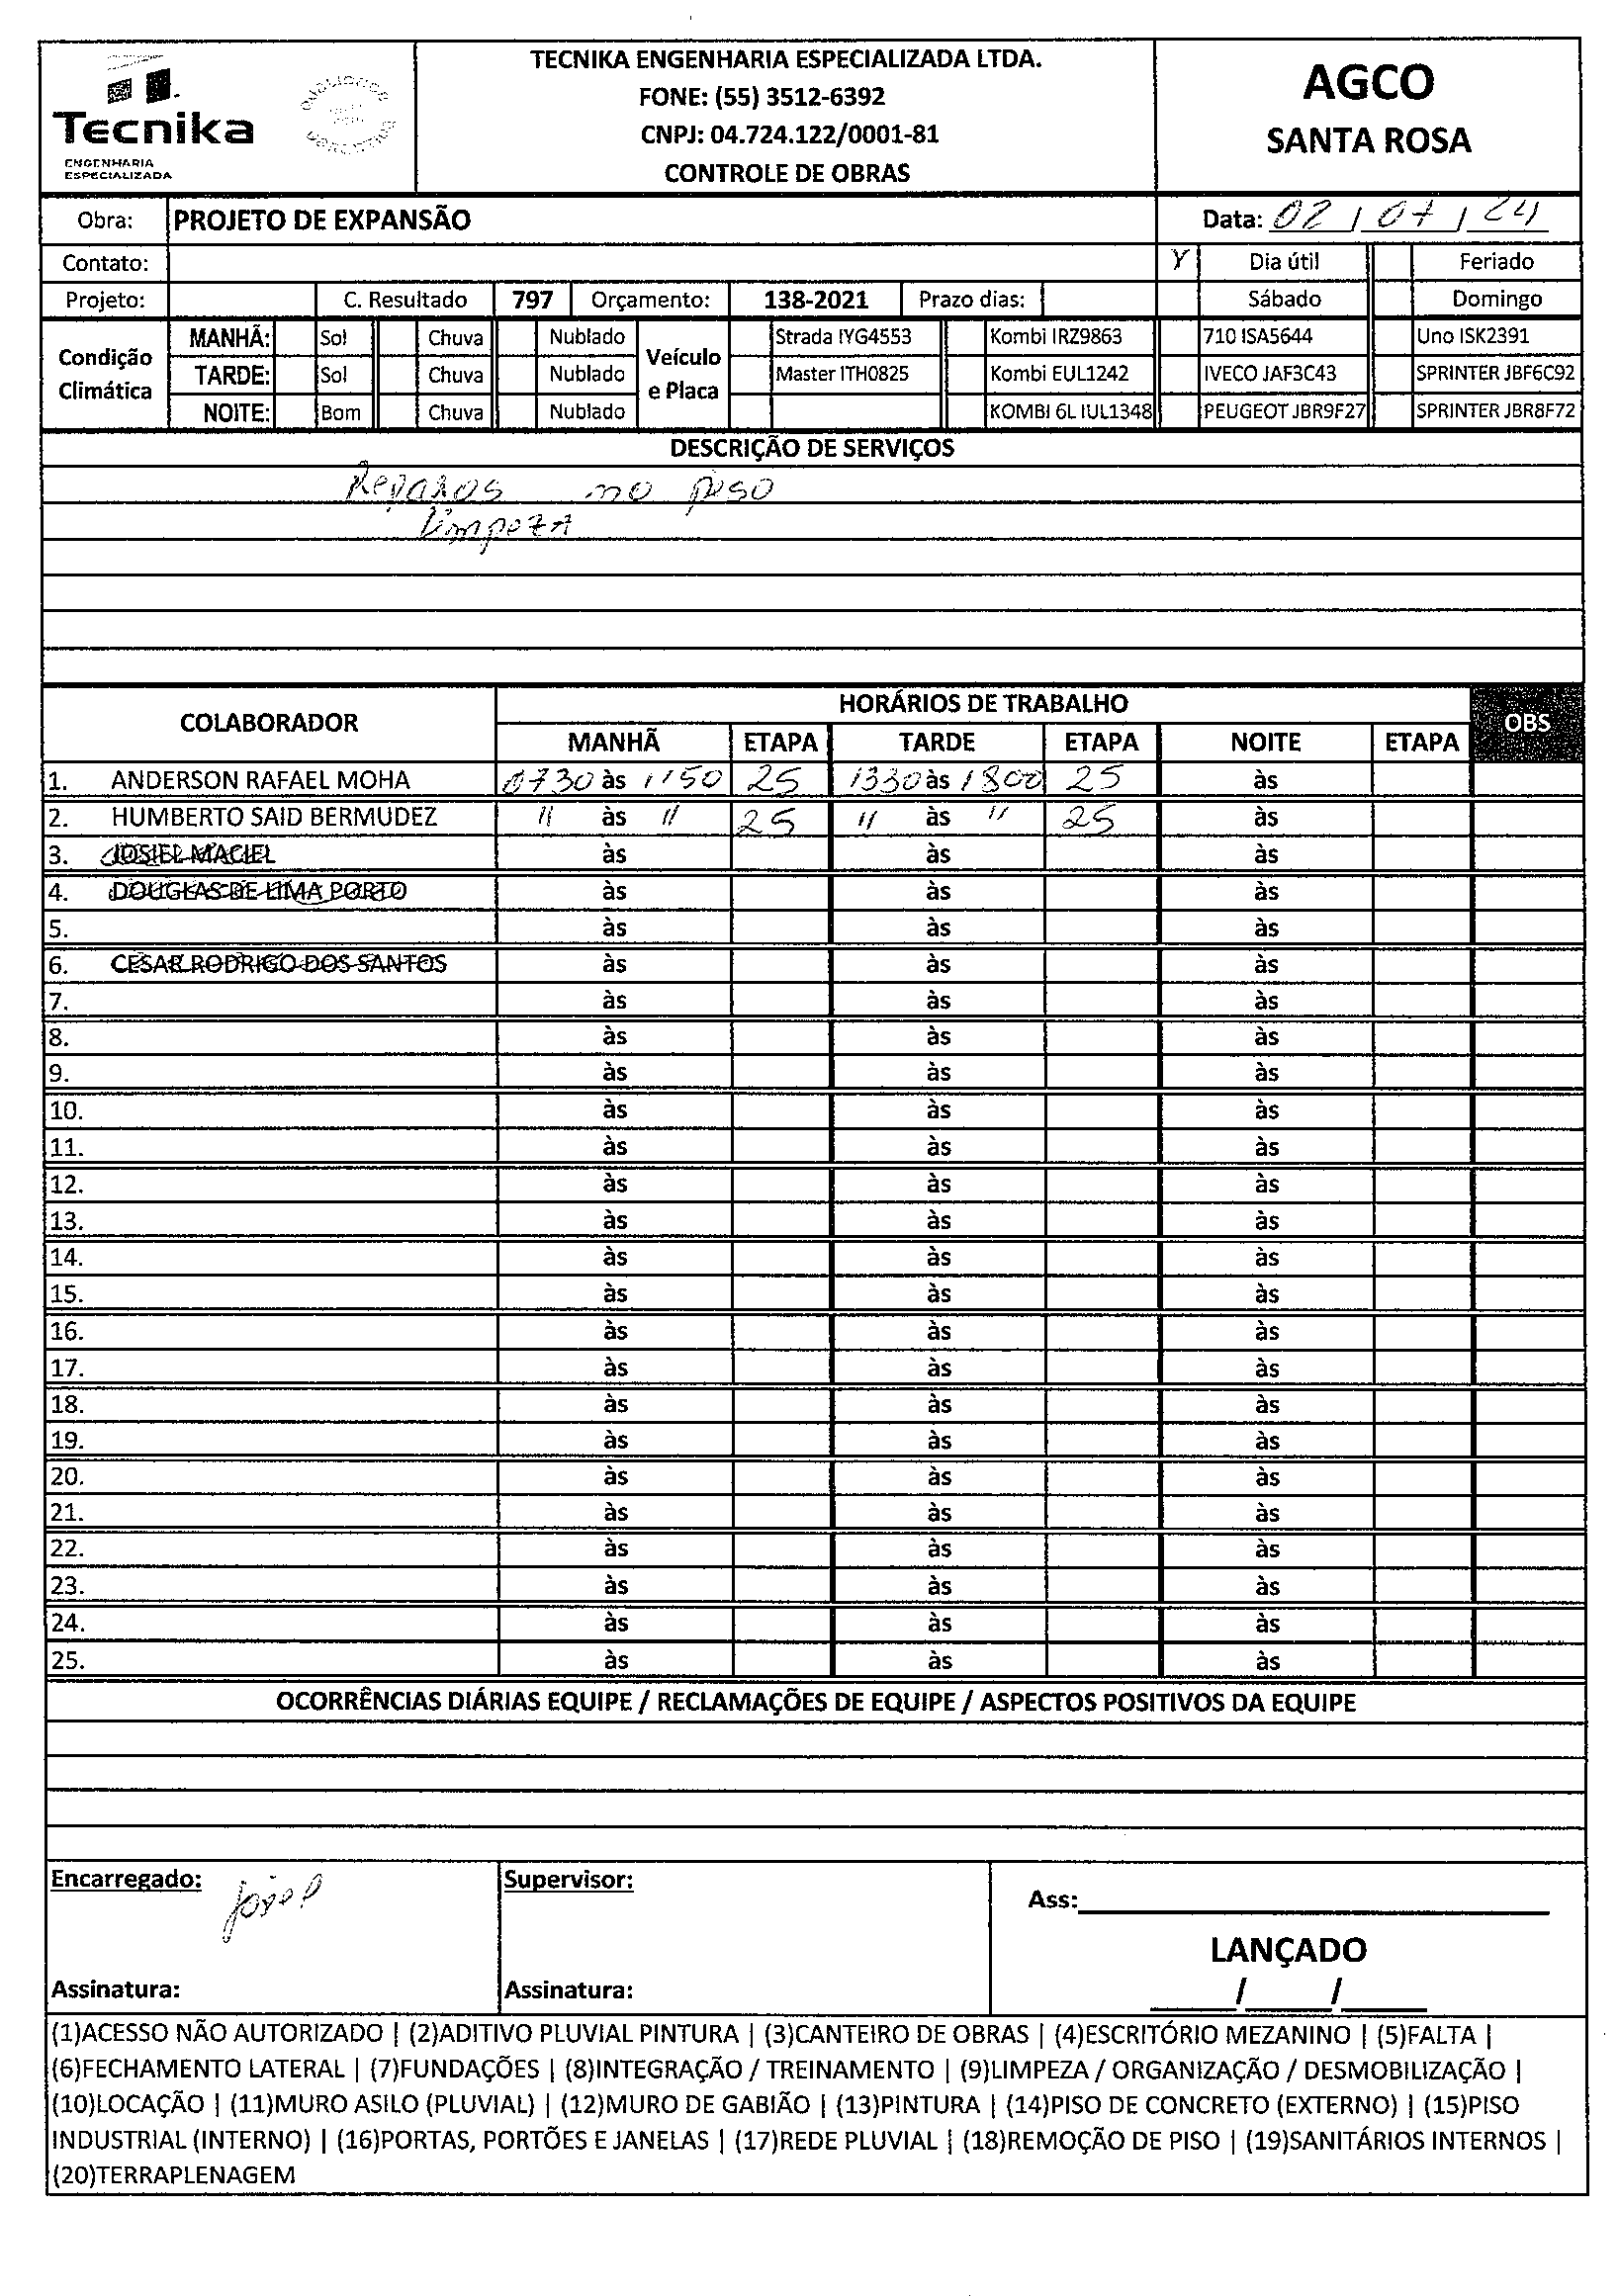 Tecnika
ENGENHARIA
ESPECIALIZADA
TECNIKA ENGENHARIA ESPECIALIZADA LTDA.
FONE: (55) 3512-6392
CNPJ: 04.724.122/0001-81
CONTROLE DE OBRAS
AGCO
SANTA ROSA
Obra: PROJETO DE EXPANSÃO Data: 02 / 07 / 24
Contato: Y Dia útil Feriado
Projeto: C. Resultado 797 Orçamento: 138-2021 Prazo dias: Sábado Domingo
Condição Climática Veículo e Placa
MANHÃ: Sol Chuva Nublado Strada IYG4553 Kombi IRZ9863 710 ISA5644 Uno ISK2391
TARDE: Sol Chuva Nublado Master ITH0825 Kombi EUL1242 IVECO JAF3C43 SPRINTER JBF6C92
NOITE: Bom Chuva Nublado KOMBI 6L IUL1348 PEUGEOT JBR9F27 SPRINTER JBR8F72
DESCRIÇÃO DE SERVIÇOS
Reparos no piso
limpeza
COLABORADOR HORÁRIOS DE TRABALHO OBS
MANHÃ ETAPA TARDE ETAPA NOITE ETAPA
1. ANDERSON RAFAEL MOHA 0730 às 1150 25 1330 às 1800 25 às
2. HUMBERTO SAID BERMUDEZ " às " 25 " às " 25 às
3. JOSIEL MACIEL às às às
4. DOUGLAS DE LIMA PORTO às às às
5. às às às
6. CESAR RODRIGO DOS SANTOS às às às
7. às às às
8. às às às
9. às às às
10. às às às
11. às às às
12. às às às
13. às às às
14. às às às
15. às às às
16. às às às
17. às às às
18. às às às
19. às às às
20. às às às
21. às às às
22. às às às
23. às às às
24. às às às
25. às às às
OCORRÊNCIAS DIÁRIAS EQUIPE / RECLAMAÇÕES DE EQUIPE / ASPECTOS POSITIVOS DA EQUIPE
Encarregado: Josiel Supervisor: Ass:
LANÇADO
Assinatura: Assinatura: / /
(1)ACESSO NÃO AUTORIZADO | (2)ADITIVO PLUVIAL PINTURA | (3)CANTEIRO DE OBRAS | (4)ESCRITÓRIO MEZANINO | (5)FALTA |
(6)FECHAMENTO LATERAL | (7)FUNDAÇÕES | (8)INTEGRAÇÃO / TREINAMENTO | (9)LIMPEZA / ORGANIZAÇÃO / DESMOBILIZAÇÃO |
(10)LOCAÇÃO | (11)MURO ASILO (PLUVIAL) | (12)MURO DE GABIÃO | (13)PINTURA | (14)PISO DE CONCRETO (EXTERNO) | (15)PISO
INDUSTRIAL (INTERNO) | (16)PORTAS, PORTÕES E JANELAS | (17)REDE PLUVIAL | (18)REMOÇÃO DE PISO | (19)SANITÁRIOS INTERNOS |
(20)TERRAPLENAGEM